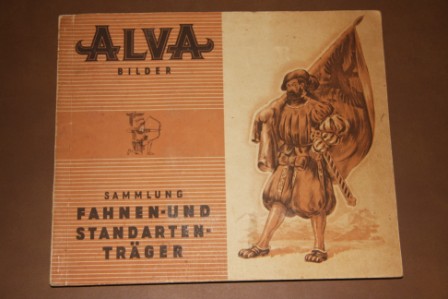 ALVA
BILDER
SAMMLUNG
FAHNEN-UND
STANDARTEN-
TRÄGER